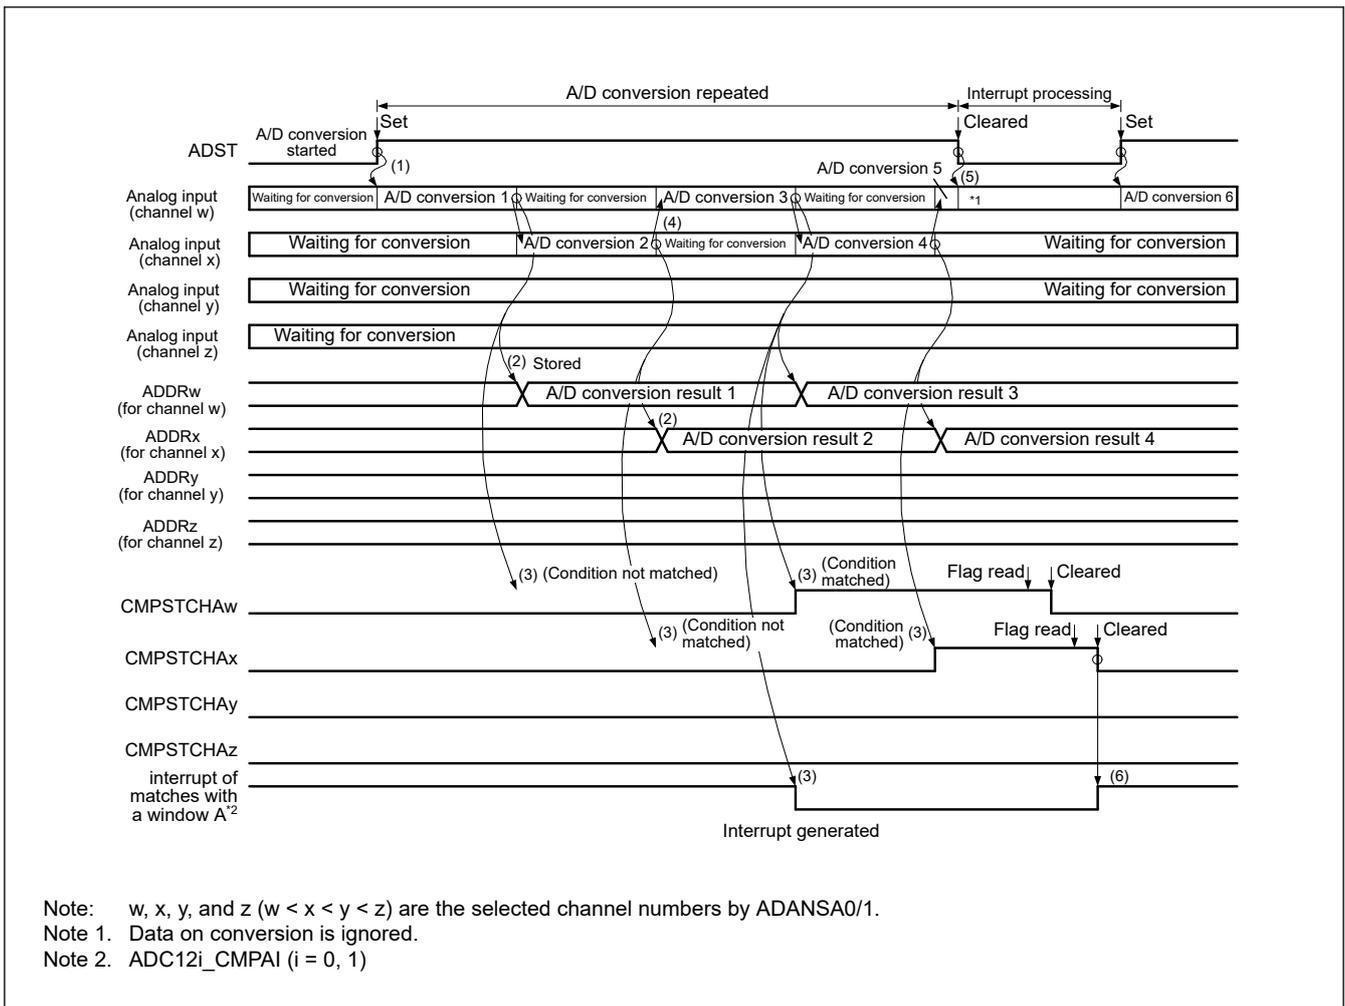 A/D conversion repeated
Interrupt processing
Set
Cleared
Set
A/D conversion
started
ADST
(1)
A/D conversion 5
(5)
Analog input
(channel w)
Waiting for conversion
A/D conversion 1
Waiting for conversion
A/D conversion 3
Waiting for conversion
*1
A/D conversion 6
(4)
Analog input
(channel x)
Waiting for conversion
A/D conversion 2
Waiting for conversion
A/D conversion 4
Waiting for conversion
Analog input
(channel y)
Waiting for conversion
Waiting for conversion
Analog input
(channel z)
Waiting for conversion
(2) Stored
ADDRw
(for channel w)
A/D conversion result 1
A/D conversion result 3
(2)
ADDRx
(for channel x)
A/D conversion result 2
A/D conversion result 4
ADDRy
(for channel y)
ADDRz
(for channel z)
(3) (Condition not matched)
(3) (Condition
matched)
Flag read
Cleared
CMPSTCHAw
(3) (Condition not
matched)
(Condition
matched) (3)
Flag read
Cleared
CMPSTCHAx
CMPSTCHAy
CMPSTCHAz
interrupt of
matches with
a window A*2
(3)
(6)
Interrupt generated
Note: w, x, y, and z (w < x < y < z) are the selected channel numbers by ADANSA0/1.
Note 1. Data on conversion is ignored.
Note 2. ADC12i_CMPAI (i = 0, 1)